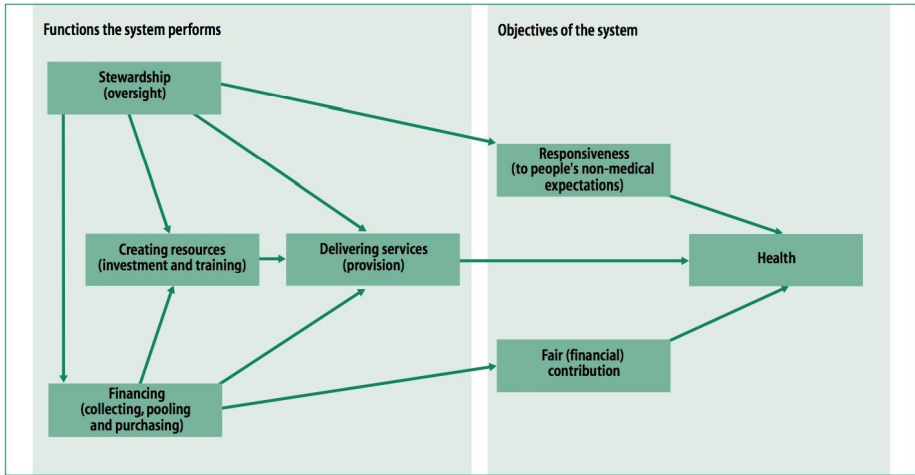 Functions the system performs
Objectives of the system
Stewardship
(oversight)
Responsiveness
(to people's non-medical
expectations)
Creating resources
(investment and training)
Delivering services
(provision)
Health
Fair (financial)
contribution
Financing
(collecting, pooling
and purchasing)